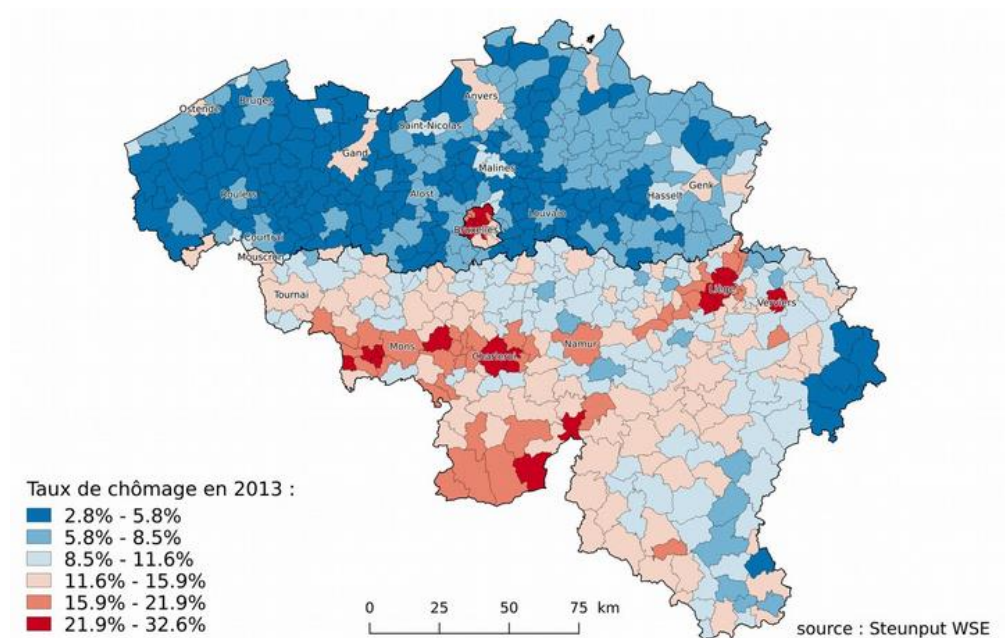 Anvers
Bruges
Ostende
Saint-Nicolas
Gand
Malines
Genk
Hasselt
Roulers
Alost
Louvain
Courtrai
Bruxelles
Mouscron
Liège
Tournai
Verviers
Mons
Namur
Charleroi
Taux de chômage en 2013 :
2.8% - 5.8%
5.8% - 8.5%
8.5% - 11.6%
11.6% - 15.9%
15.9% - 21.9%
21.9% - 32.6%
0 25 50 75 km
source : Steunput WSE